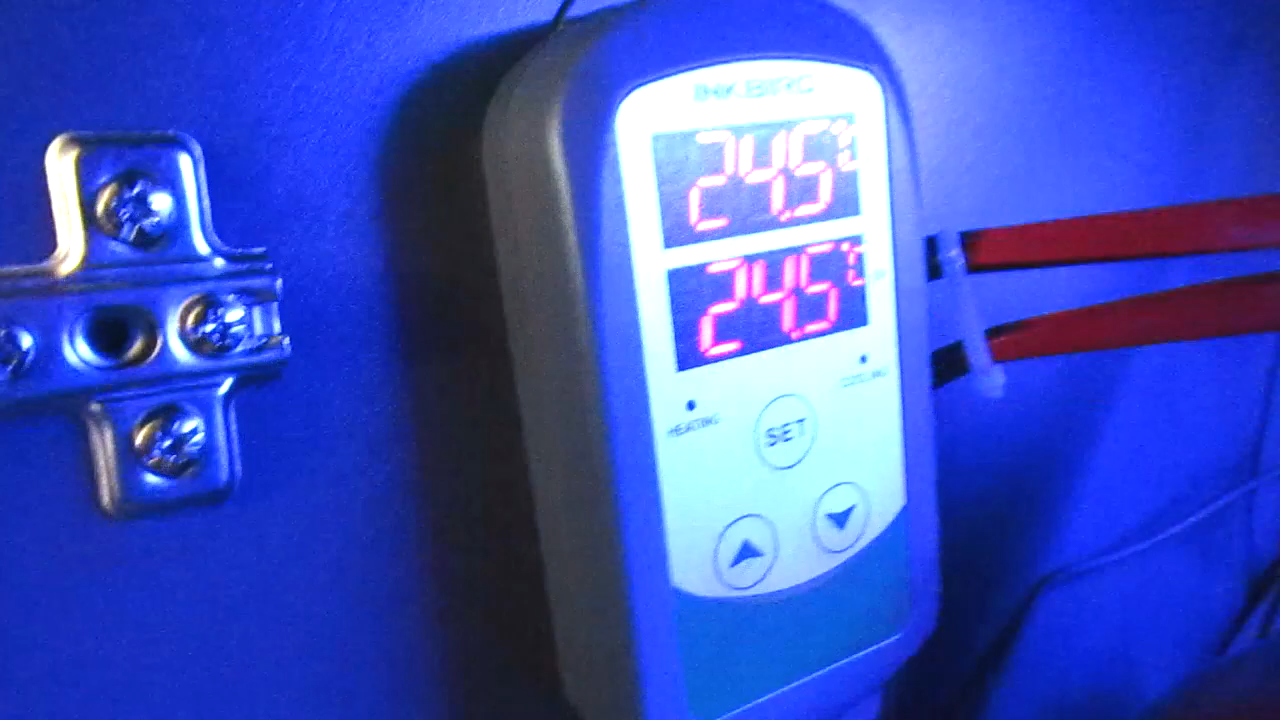 INKBIRD
24.5°C
24.5°C
HEATING
COOLING
SET